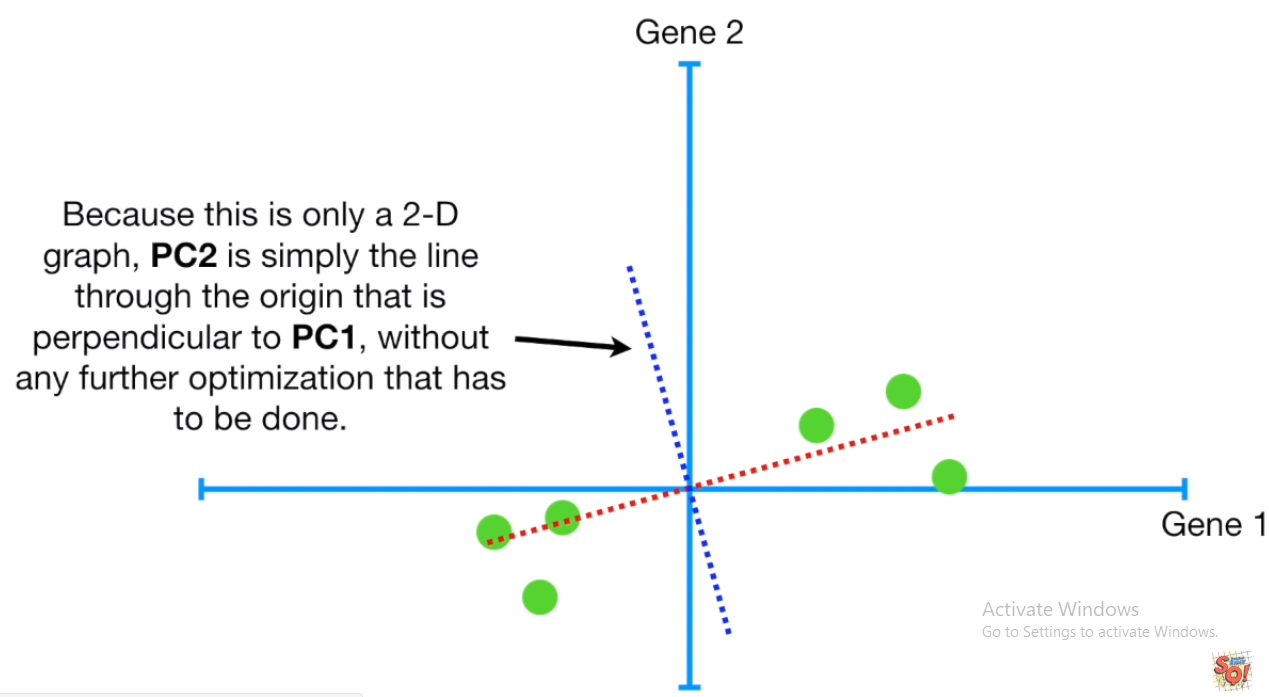 Gene 2
Because this is only a 2-D
graph, PC2 is simply the line
through the origin that is
perpendicular to PC1, without
any further optimization that has
to be done.
Gene 1
Activate Windows
Go to Settings to activate Windows.
SQ!